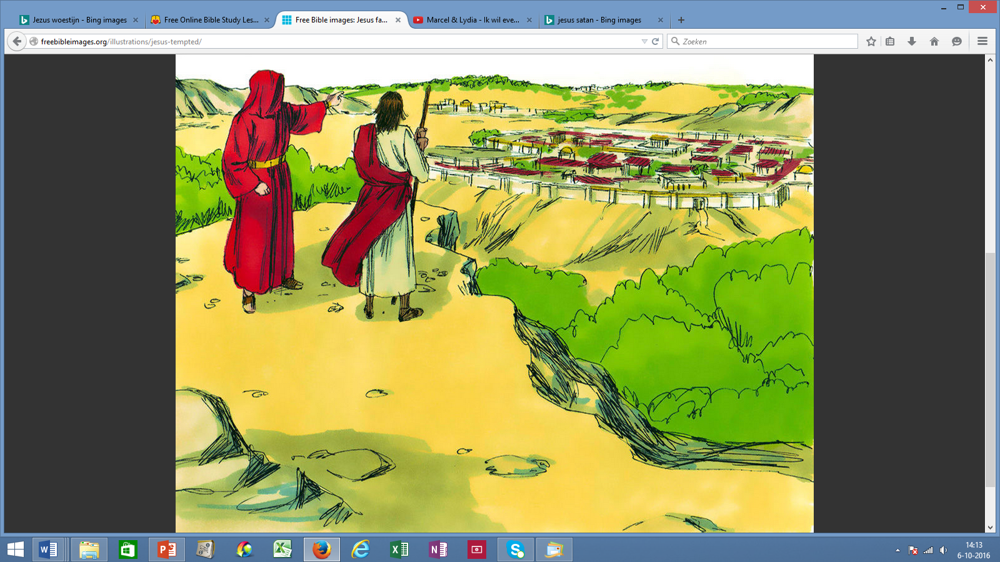 Jezus woestijn - Bing images
Free Online Bible Study Les...
Free Bible images: Jesus fa...
Marcel & Lydia - Ik wil eve...
jesus satan - Bing images
freebibleimages.org/illustrations/jesus-tempted/
Zoeken
14:13
6-10-2016